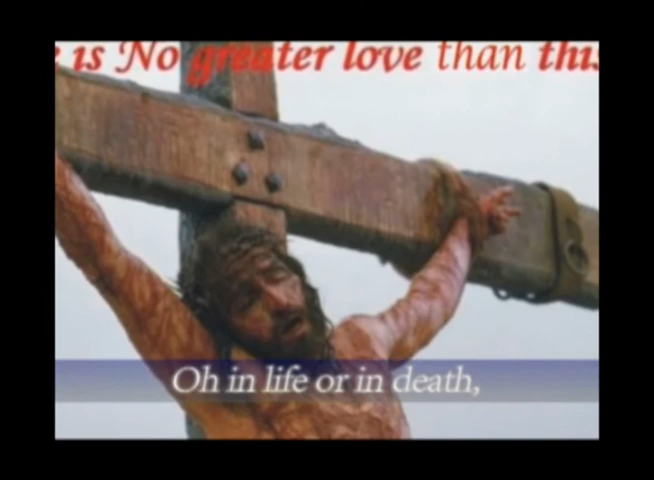 is No greater love than this
Oh in life or in death,